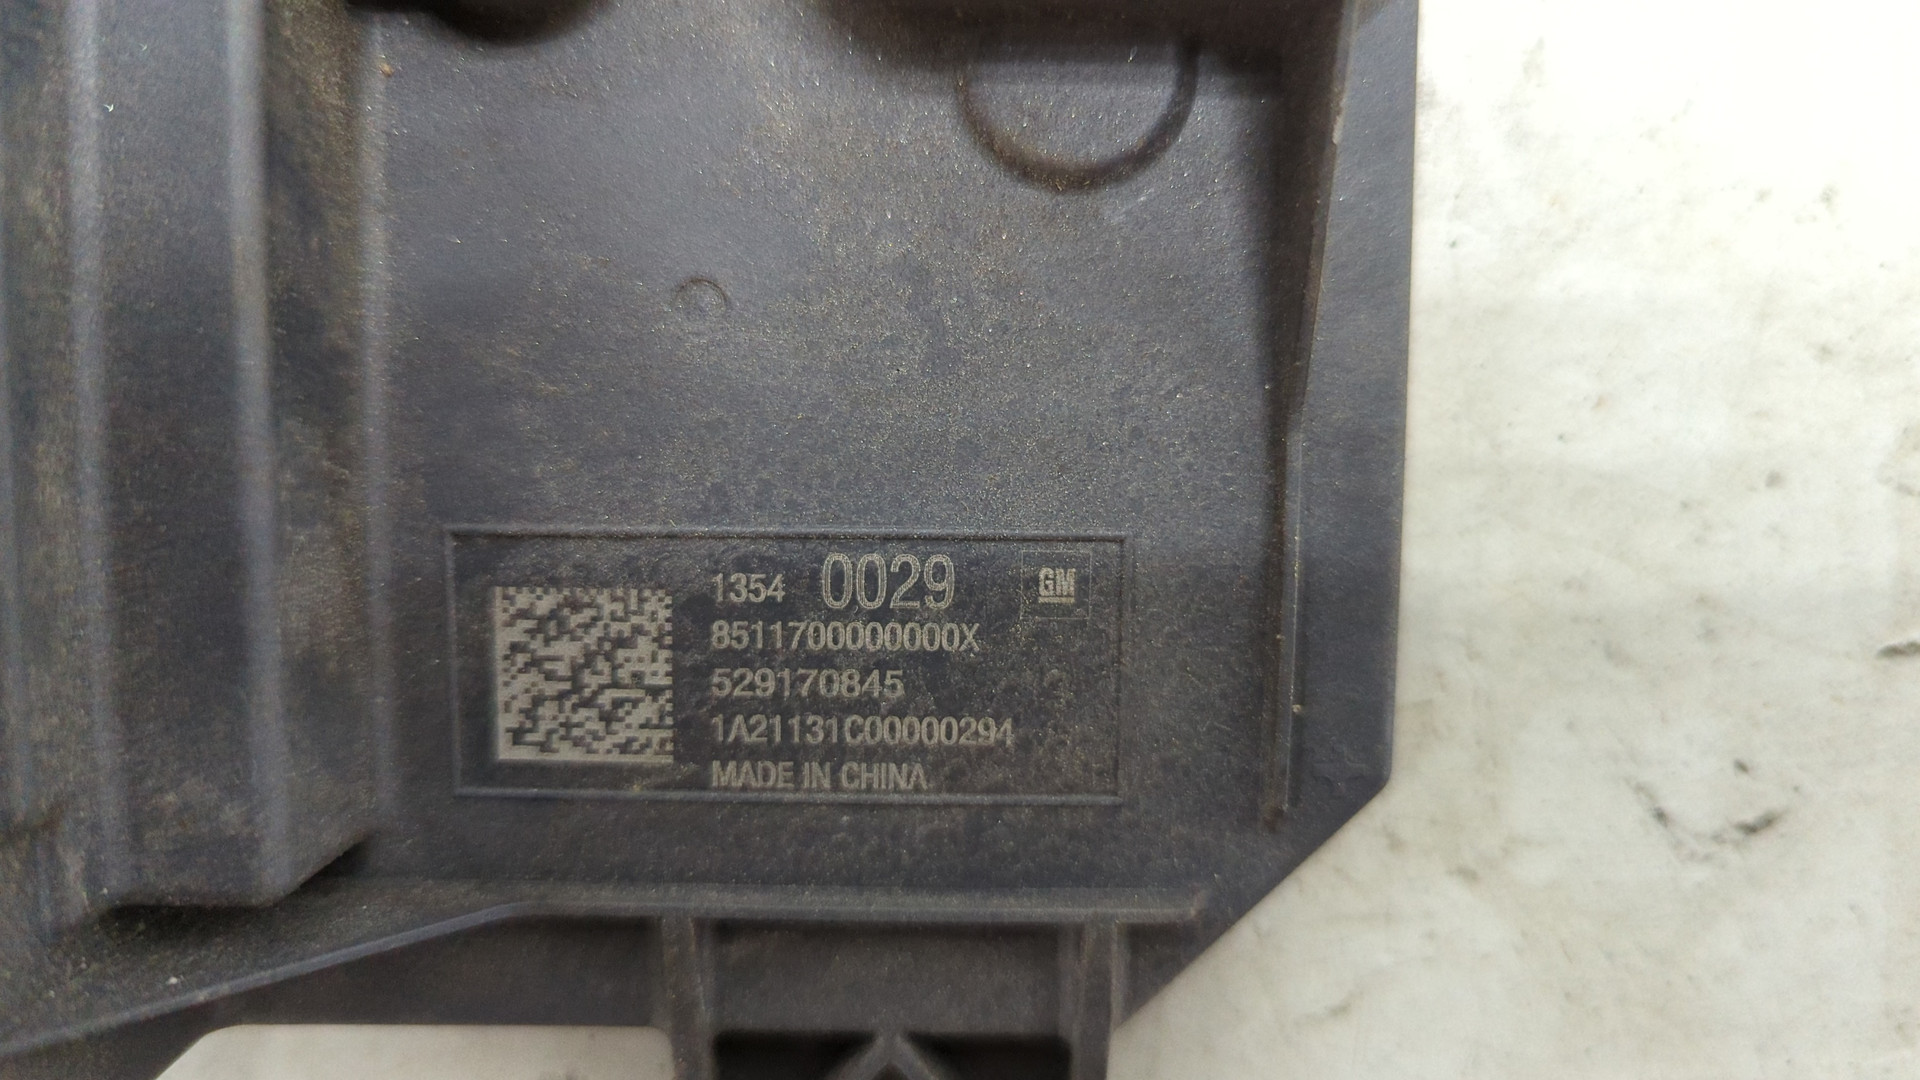 1354 0029 GM
8511700000000X
529170845
1A21131C00000294
MADE IN CHINA